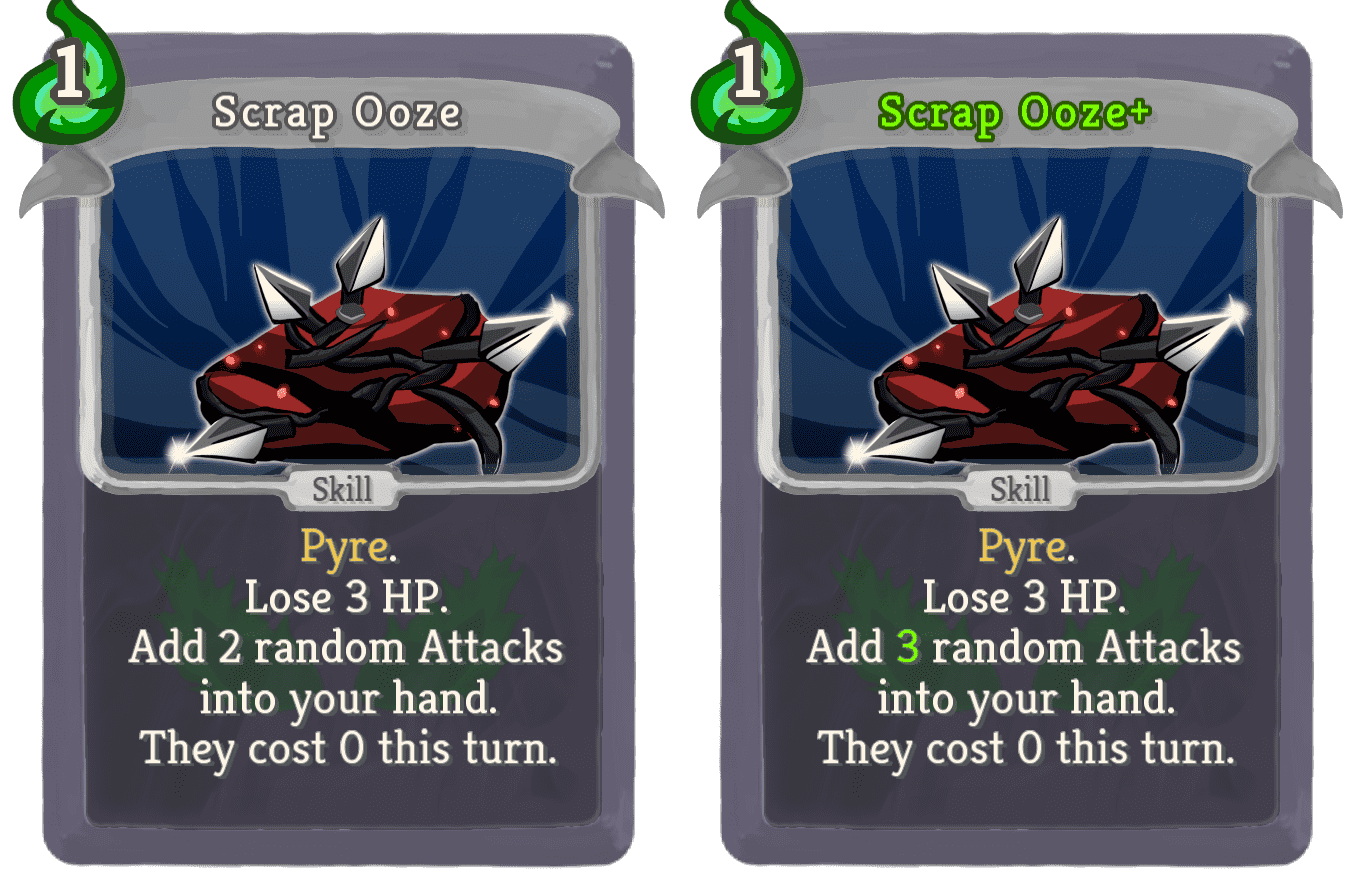 1
Scrap Ooze
Skill
Pyre.
Lose 3 HP.
Add 2 random Attacks
into your hand.
They cost 0 this turn.
1
Scrap Ooze+
Skill
Pyre.
Lose 3 HP.
Add 3 random Attacks
into your hand.
They cost 0 this turn.